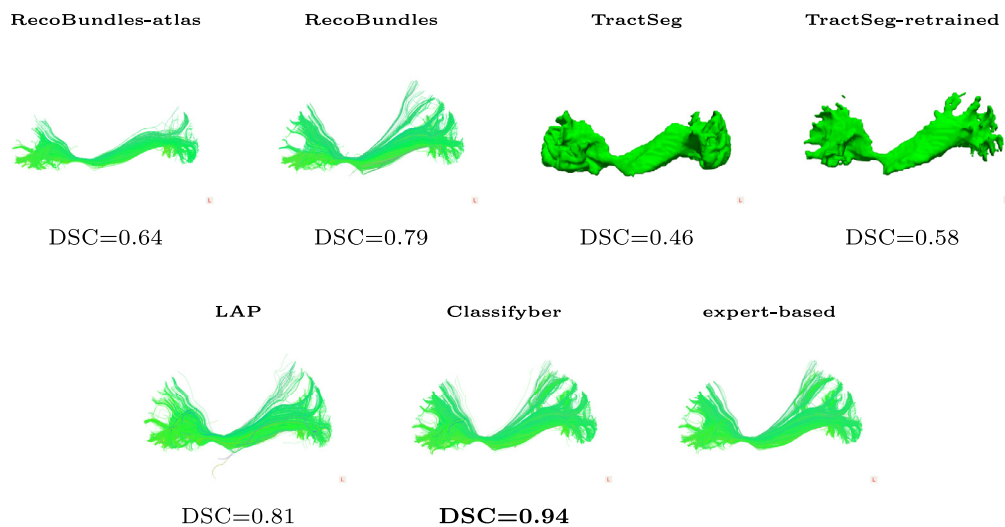 RecoBundles-atlas RecoBundles TractSeg TractSeg-retrained
L L L
DSC=0.64 DSC=0.79 DSC=0.46 DSC=0.58
LAP Classifyber expert-based
L L L
DSC=0.81 DSC=0.94